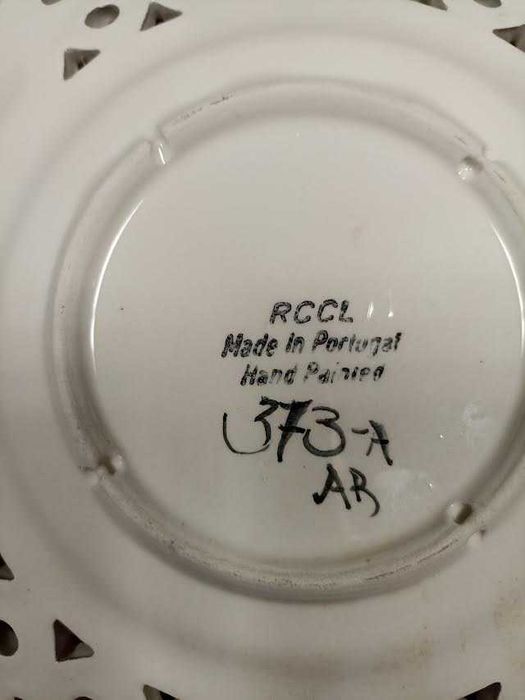 RCCL
Made in Portugal
Hand Painted
373-A
AR